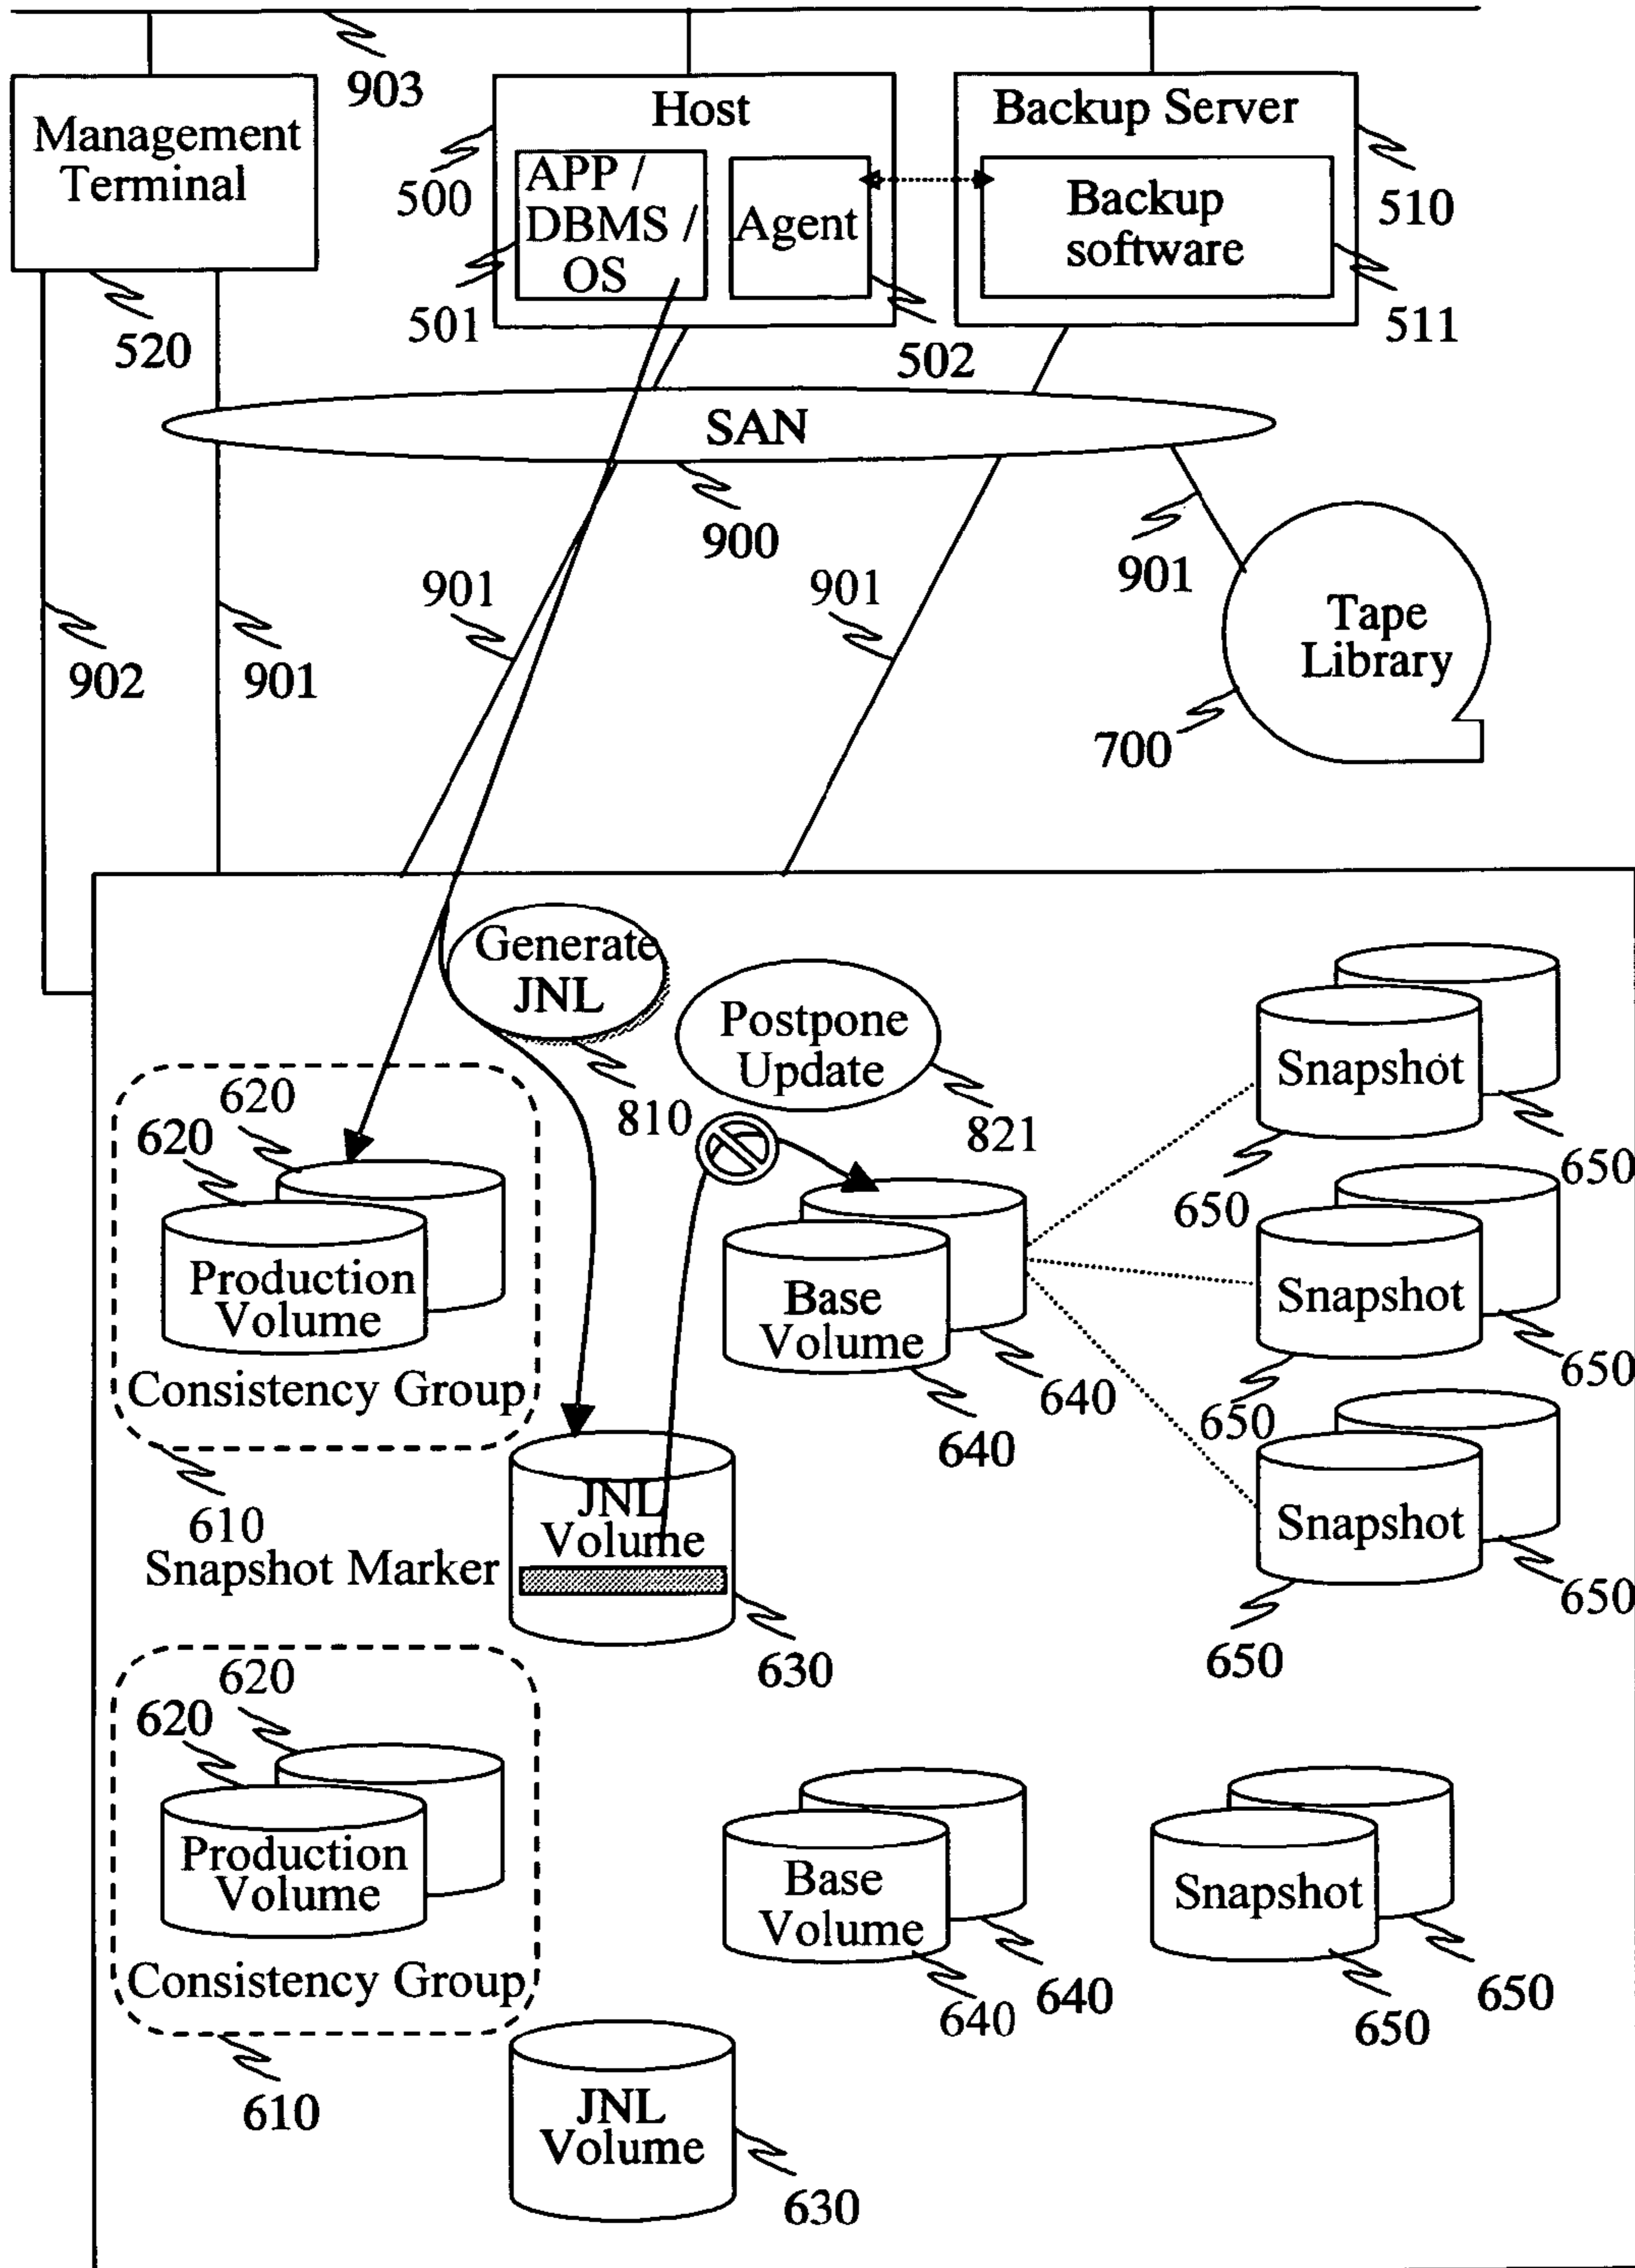 903
Management
Terminal
520
Host
500
APP /
DBMS /
OS
501
Agent
502
Backup Server
510
Backup
software
511
SAN
900
901
901
901
901
902
Tape
Library
700
Generate
JNL
810
Postpone
Update
821
620
620
Production
Volume
Consistency Group
610
Base
Volume
640
640
Snapshot
650
650
Snapshot
650
650
Snapshot
650
650
Snapshot Marker
JNL
Volume
630
620
620
Production
Volume
Consistency Group
610
Base
Volume
640
640
Snapshot
650
650
JNL
Volume
630